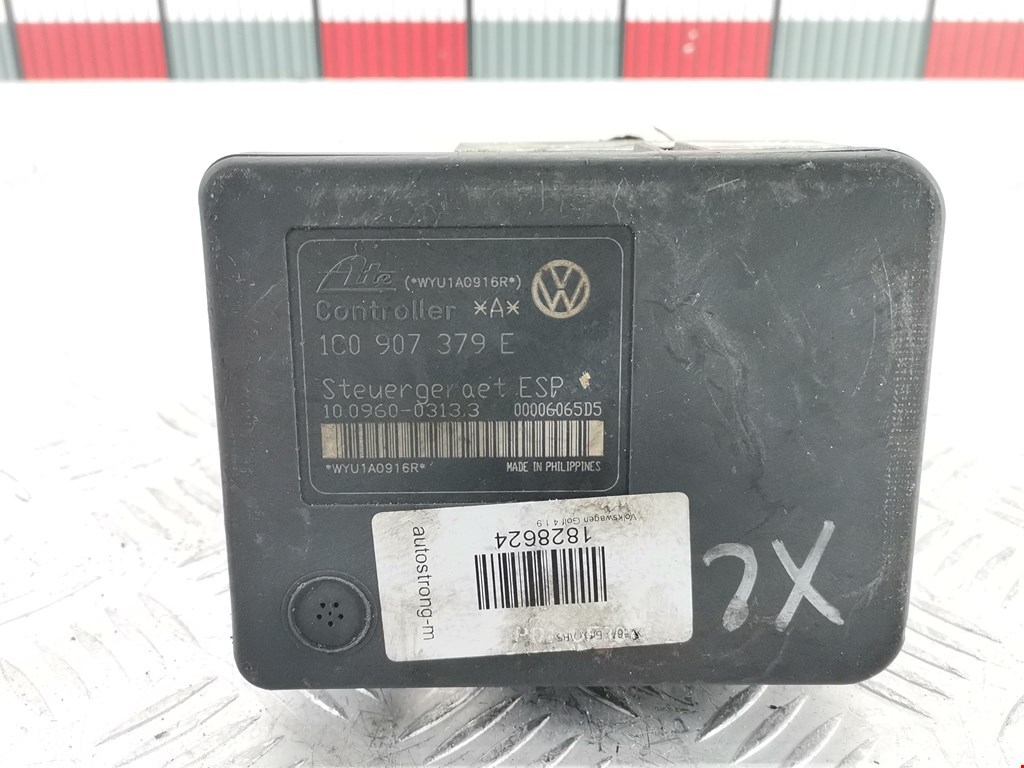 Ate (*WYU1A0916R*)
Controller *A*
1C0 907 379 E
Steuergeraet ESP
10.0960-0313.3 00006065D5
*WYU1A0916R* MADE IN PHILIPPINES
autostrong-m
1828624
Volkswagen Golf 4 1.9
2X